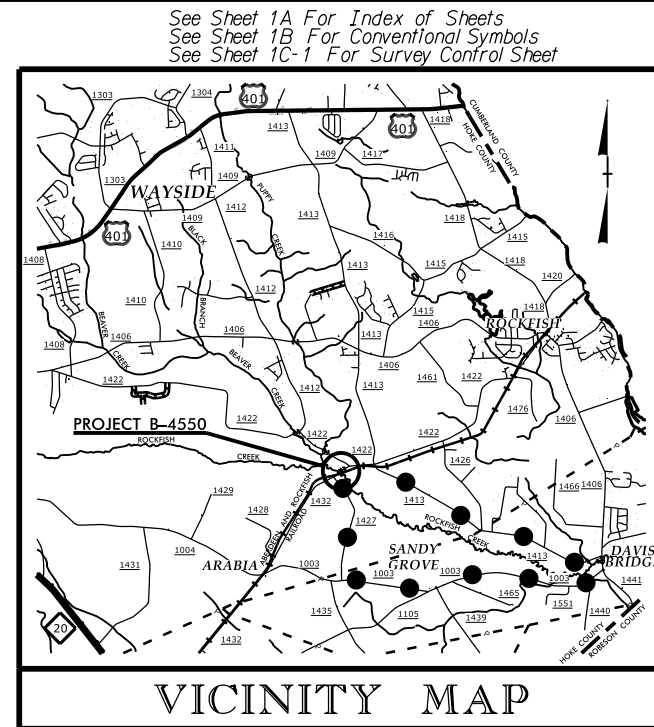 See Sheet 1A For Index of Sheets
See Sheet 1B For Conventional Symbols
See Sheet 1C-1 For Survey Control Sheet
1303
1304
401
1413
401
1418
CUMBERLAND COUNTY
HOKE COUNTY
1411
1409
1417
1303
WAYSIDE
1409
PUPPY
1409
1412
1413
1418
401
1410
BLACK
CREEK
1416
1415
1408
1413
1415
1418
1420
1410
BRANCH
1412
1415
1418
BEAVER
1406
1406
1413
1406
ROCKFISH
1408
CREEK
BEAVER
1406
1422
CREEK
1412
1413
1461
1422
1476
1422
1422
1406
PROJECT B-4550
1422
1422
ROCKFISH
CREEK
1426
1429
1432
1413
1466
1406
1428
ABERDEEN AND ROCKFISH
RAILROAD
1427
ROCKFISH
CREEK
1004
1431
ARABIA
1003
SANDY
GROVE
1413
DAVIS
BRIDGE
1003
1003
1003
1441
1465
20
1435
1105
1439
1551
1440
1432
HOKE COUNTY
ROBESON COUNTY
P
P
P
P
VICINITY MAP